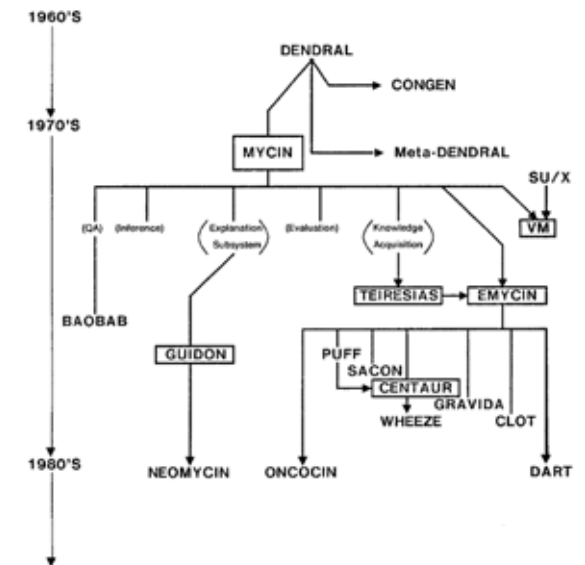 1960'S
DENDRAL
CONGEN
1970'S
MYCIN
Meta-DENDRAL
SU/X
(QA)
(Inference)
(Explanation
Subsystem)
(Evaluation)
(Knowledge
Acquisition)
VM
TEIRESIAS
EMYCIN
BAOBAB
GUIDON
PUFF
SACON
CENTAUR
GRAVIDA
WHEEZE
CLOT
1980'S
NEOMYCIN
ONCOCIN
DART